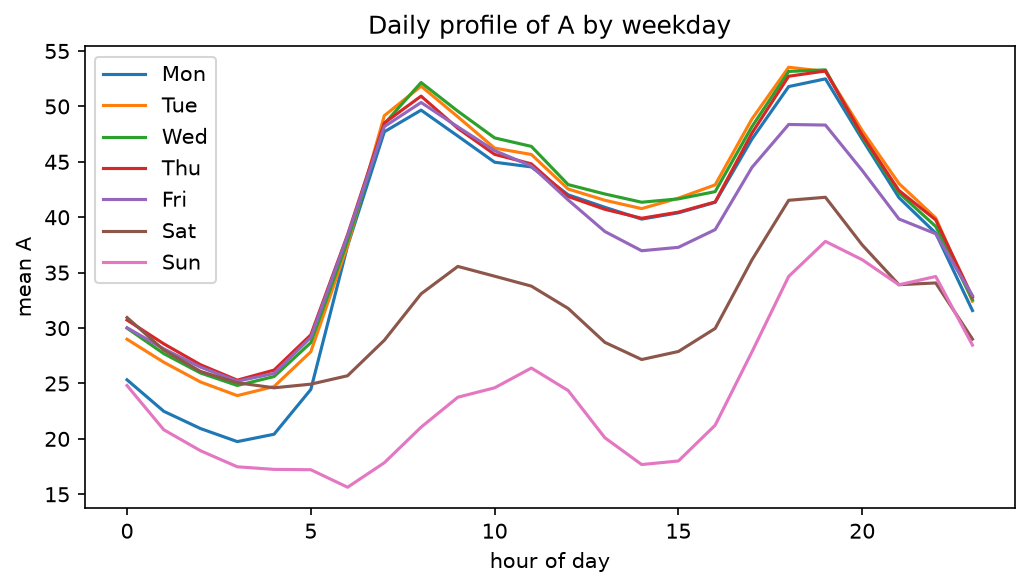 Daily profile of A by weekday
mean A
55
50
45
40
35
30
25
20
15
Mon
Tue
Wed
Thu
Fri
Sat
Sun
0 5 10 15 20
hour of day